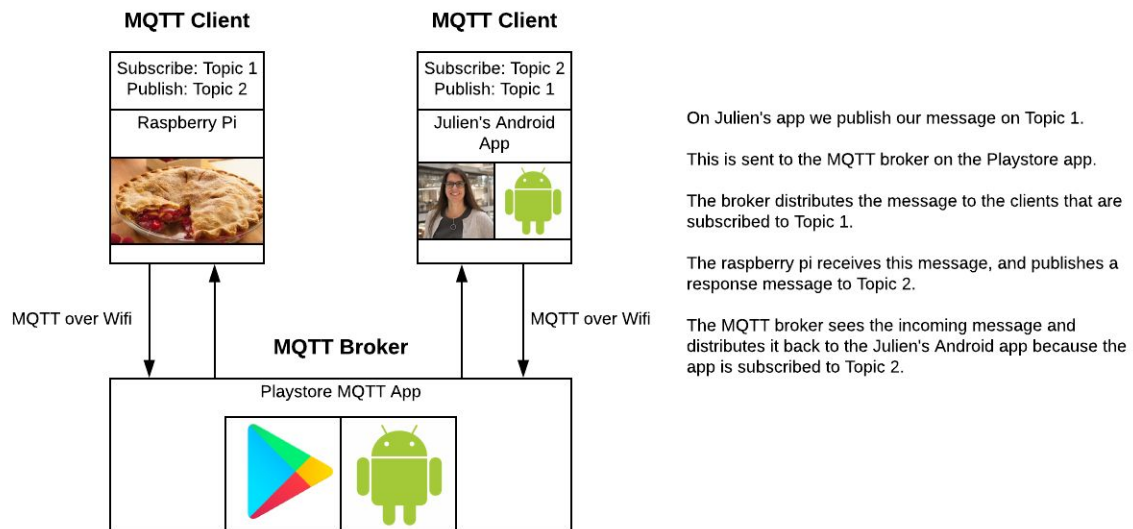 MQTT Client
MQTT Client
Subscribe: Topic 1
Publish: Topic 2
Raspberry Pi
Subscribe: Topic 2
Publish: Topic 1
Julien's Android
App
MQTT over Wifi
MQTT over Wifi
MQTT Broker
Playstore MQTT App
On Julien's app we publish our message on Topic 1.
This is sent to the MQTT broker on the Playstore app.
The broker distributes the message to the clients that are
subscribed to Topic 1.
The raspberry pi receives this message, and publishes a
response message to Topic 2.
The MQTT broker sees the incoming message and
distributes it back to the Julien's Android app because the
app is subscribed to Topic 2.